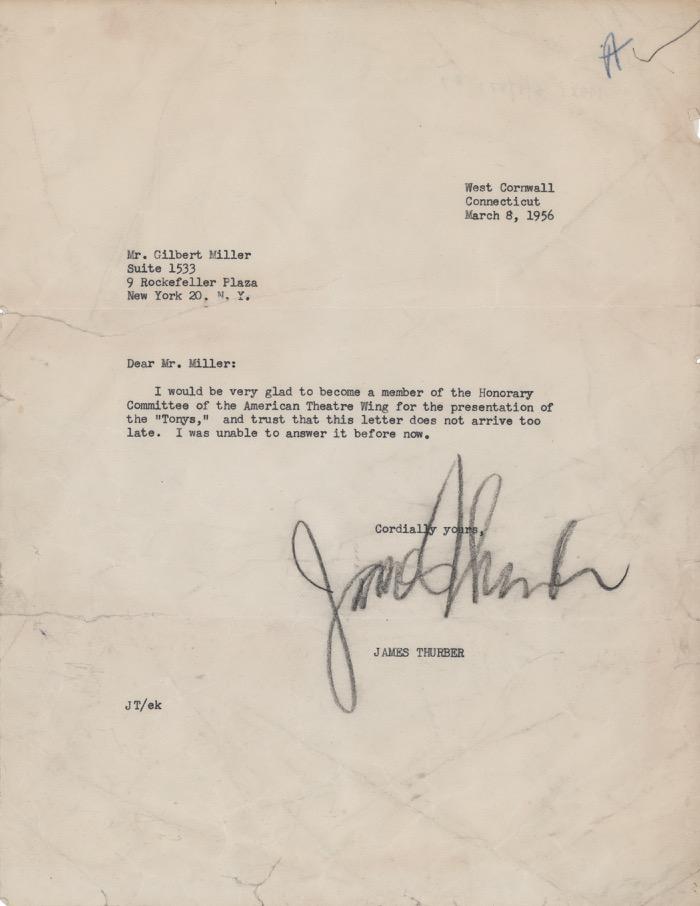 A
West Cornwall
Connecticut
March 8, 1956
Mr. Gilbert Miller
Suite 1533
9 Rockefeller Plaza
New York 20. N. Y.
Dear Mr. Miller:
I would be very glad to become a member of the Honorary
Committee of the American Theatre Wing for the presentation of
the "Tonys," and trust that this letter does not arrive too
late. I was unable to answer it before now.
Cordially yours,
James Thurber
JAMES THURBER
JT/ek